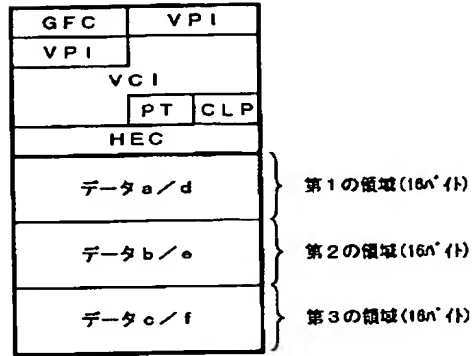 GFC VPI
VPI
VCI
PT CLP
HEC
データa/d 第1の領域(16バイト)
データb/e 第2の領域(16バイト)
データc/f 第3の領域(16バイト)